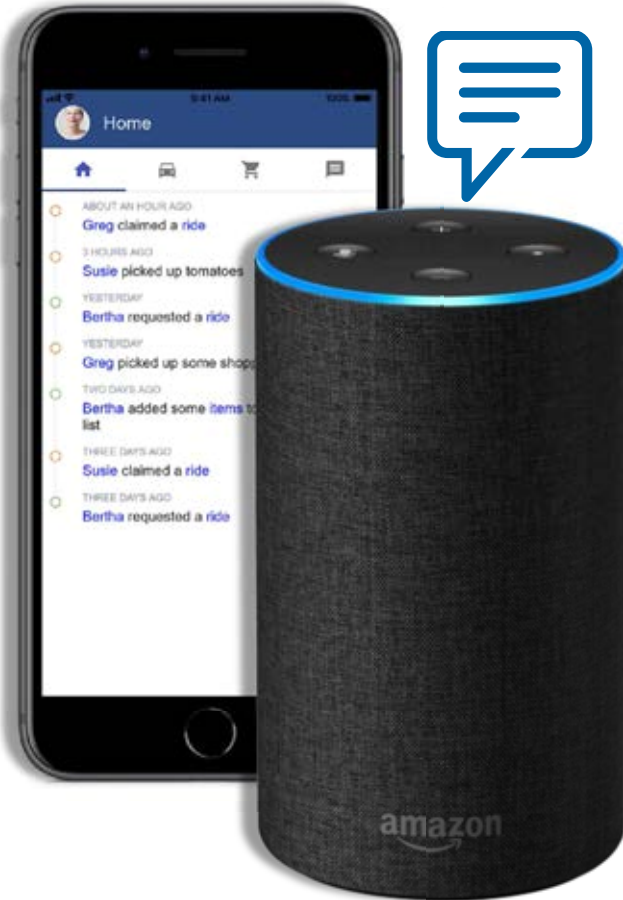 9:41 AM
100%
Home
ABOUT AN HOUR AGO
Greg claimed a ride
3 HOURS AGO
Susie picked up tomatoes
YESTERDAY
Bertha requested a ride
YESTERDAY
Greg picked up some shopp
TWO DAYS AGO
Bertha added some items to
list
THREE DAYS AGO
Susie claimed a ride
THREE DAYS AGO
Bertha requested a ride
amazon